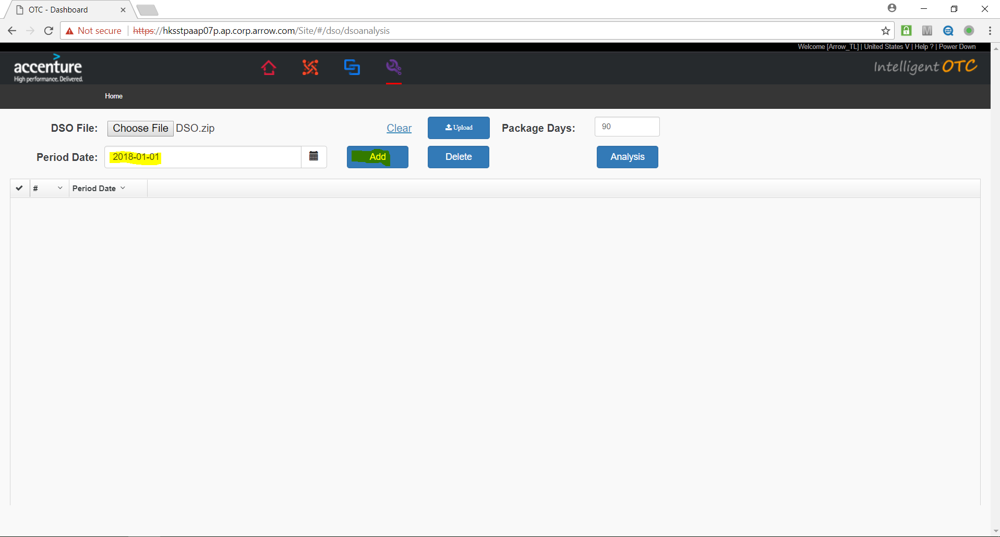 OTC - Dashboard
Not secure https://hksstpaap07p.ap.corp.arrow.com/Site/#/dso/dsoanalysis
Welcome [Arrow_TL] | United States V | Help ? | Power Down
accenture
High performance. Delivered.
Intelligent OTC
Home
DSO File: Choose File DSO.zip Clear Upload Package Days: 90
Period Date: 2018-01-01 Add Delete Analysis
# Period Date